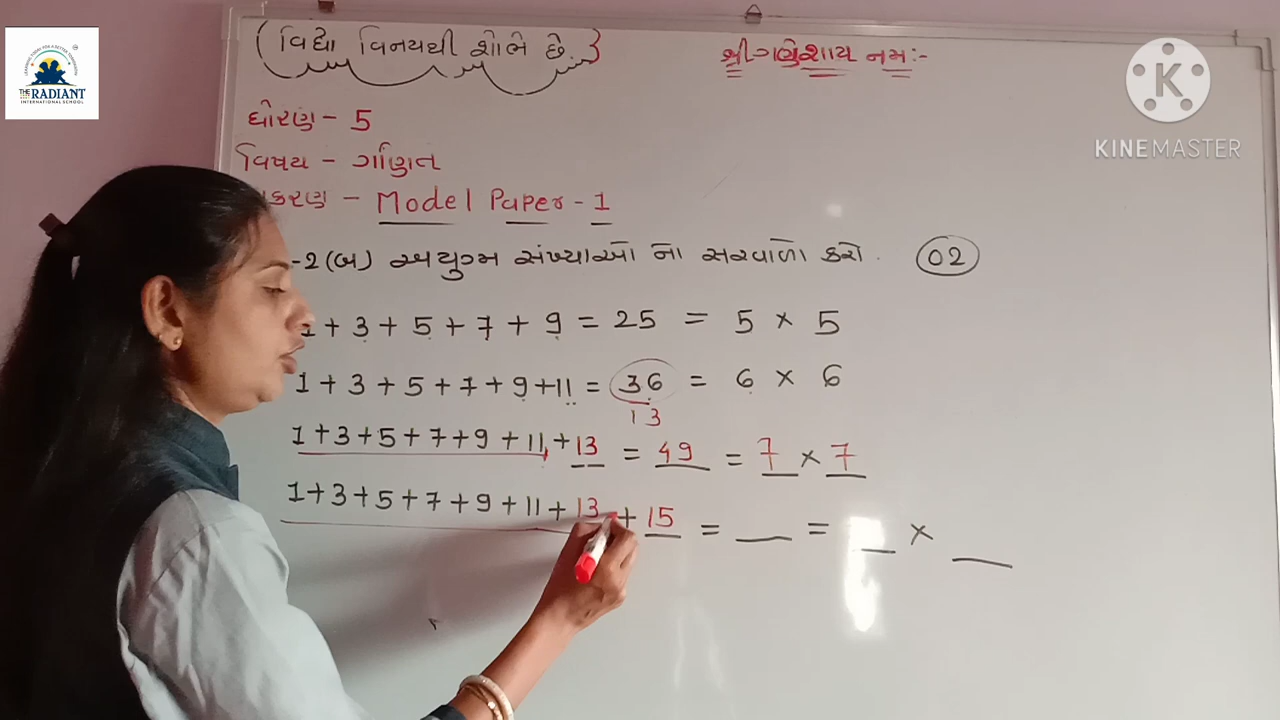 (વિદ્યા વિનયથી શોભે છે.)
શ્રી ગણેશાય નમઃ-
THE RADIANT
INTERNATIONAL SCHOOL
K
KINEMASTER
ધોરણ - 5
વિષય - ગણિત
કરણ - Model Paper - 1
-2 (બ) અયુગ્મ સંખ્યાઓ ના સરવાળો કરો. 02
1 + 3 + 5 + 7 + 9 = 25 = 5 × 5
1 + 3 + 5 + 7 + 9 + 11 = 36 = 6 × 6
13
1 + 3 + 5 + 7 + 9 + 11 + 13 = 49 = 7 × 7
1 + 3 + 5 + 7 + 9 + 11 + 13 + 15 = __ = __ × __